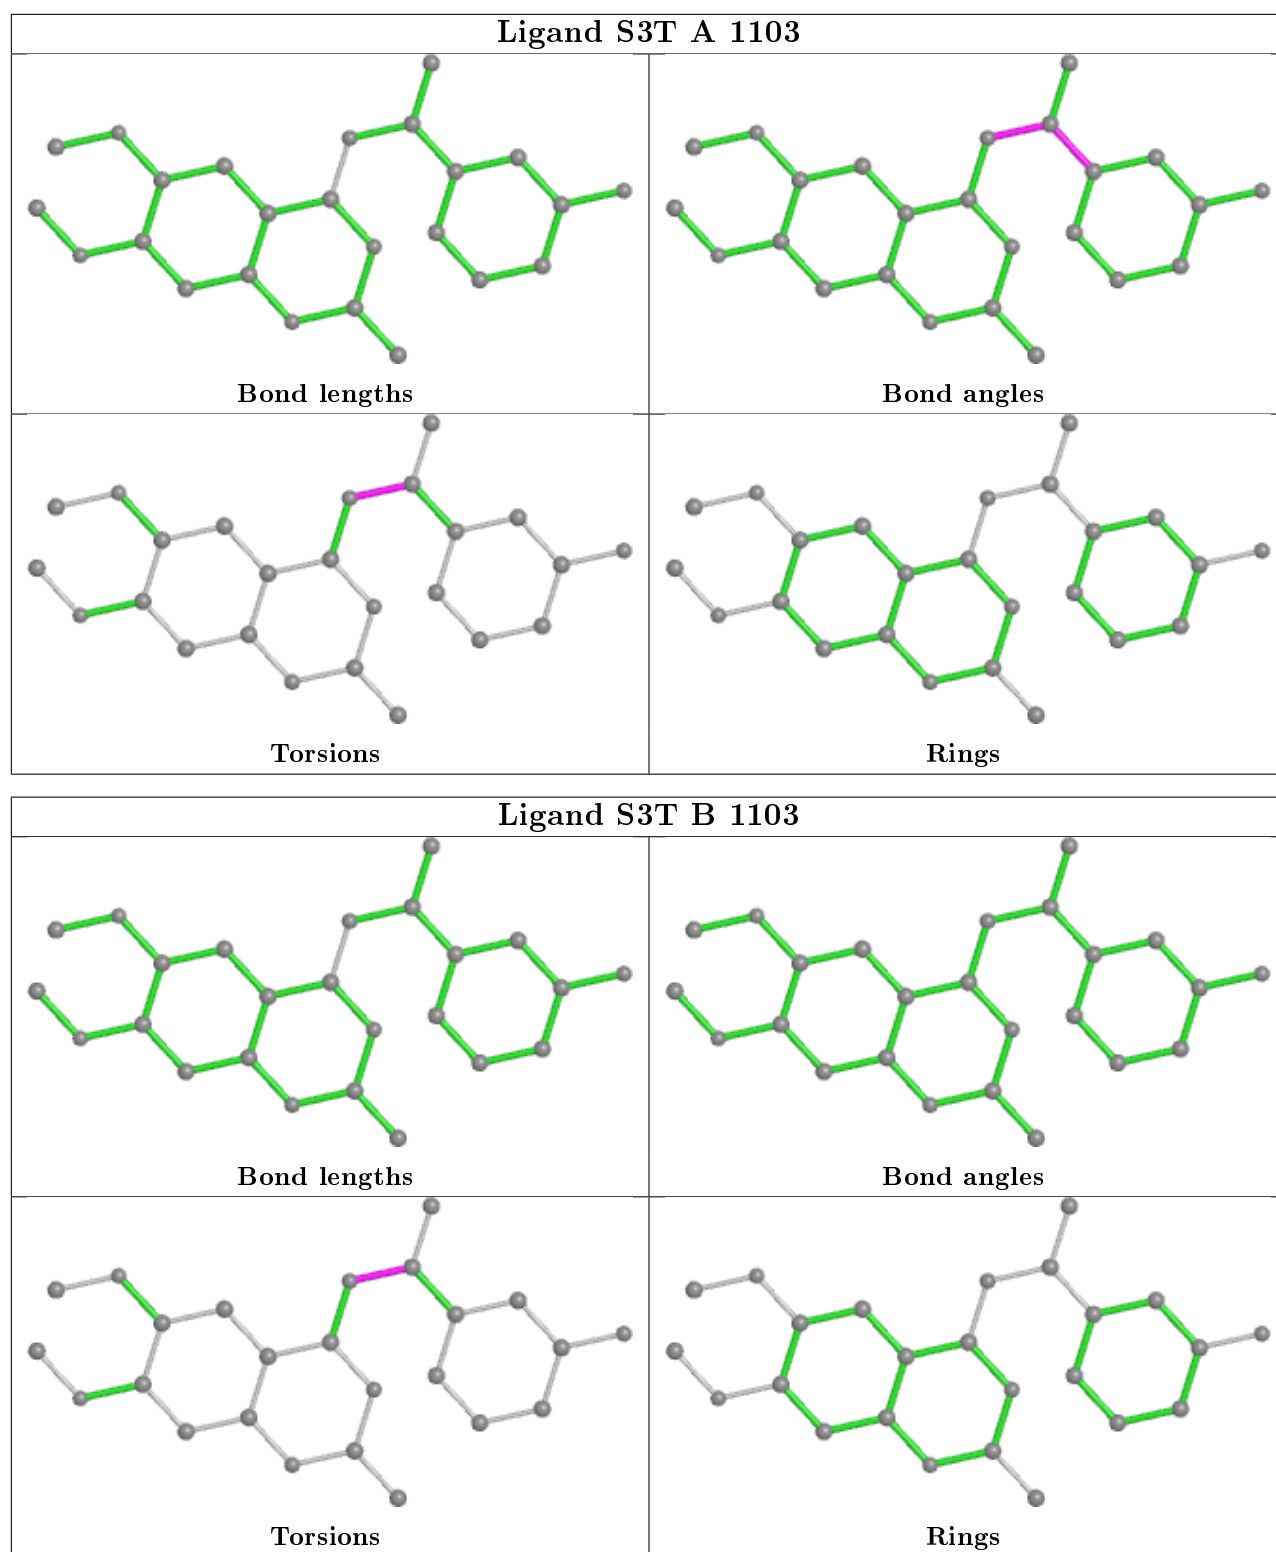 Ligand S3T A 1103
Bond lengths
Bond angles
Torsions
Rings
Ligand S3T B 1103
Bond lengths
Bond angles
Torsions
Rings